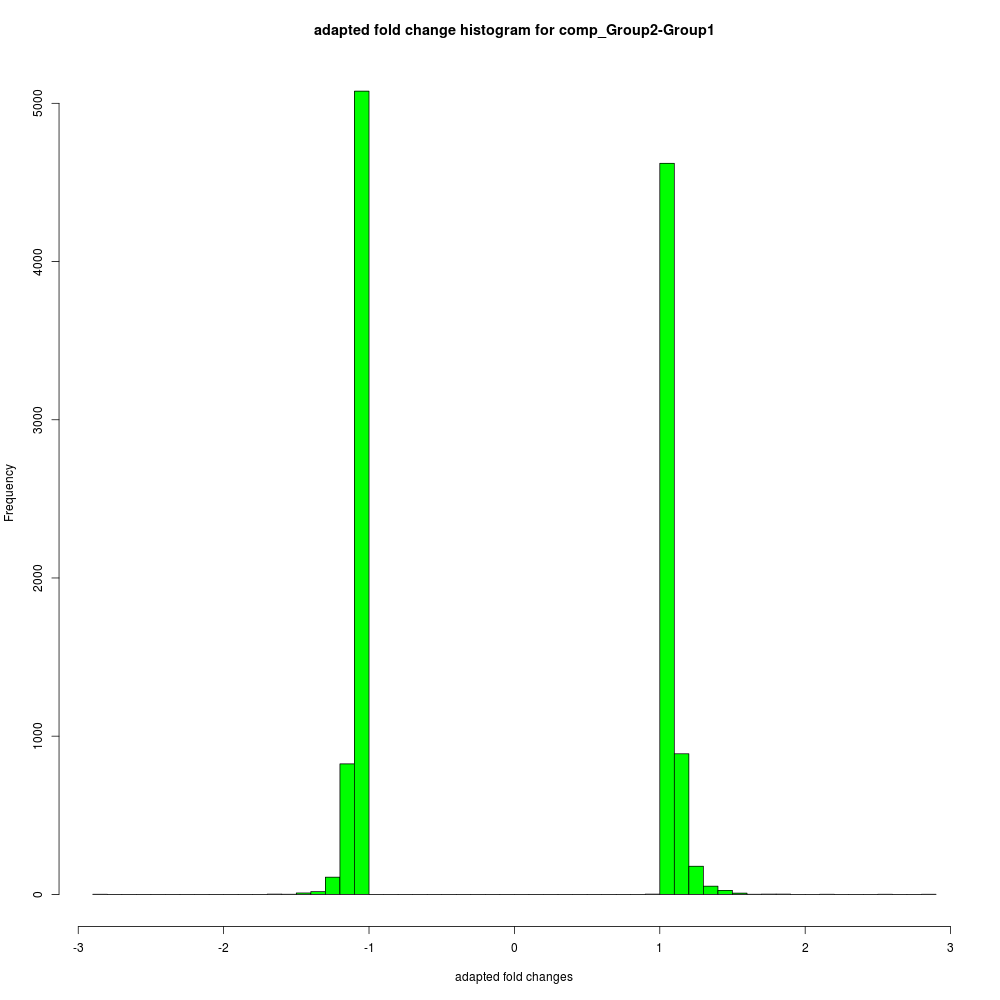 adapted fold change histogram for comp_Group2-Group1
5000
4000
3000
2000
1000
0
Frequency
-3 -2 -1 0 1 2 3
adapted fold changes